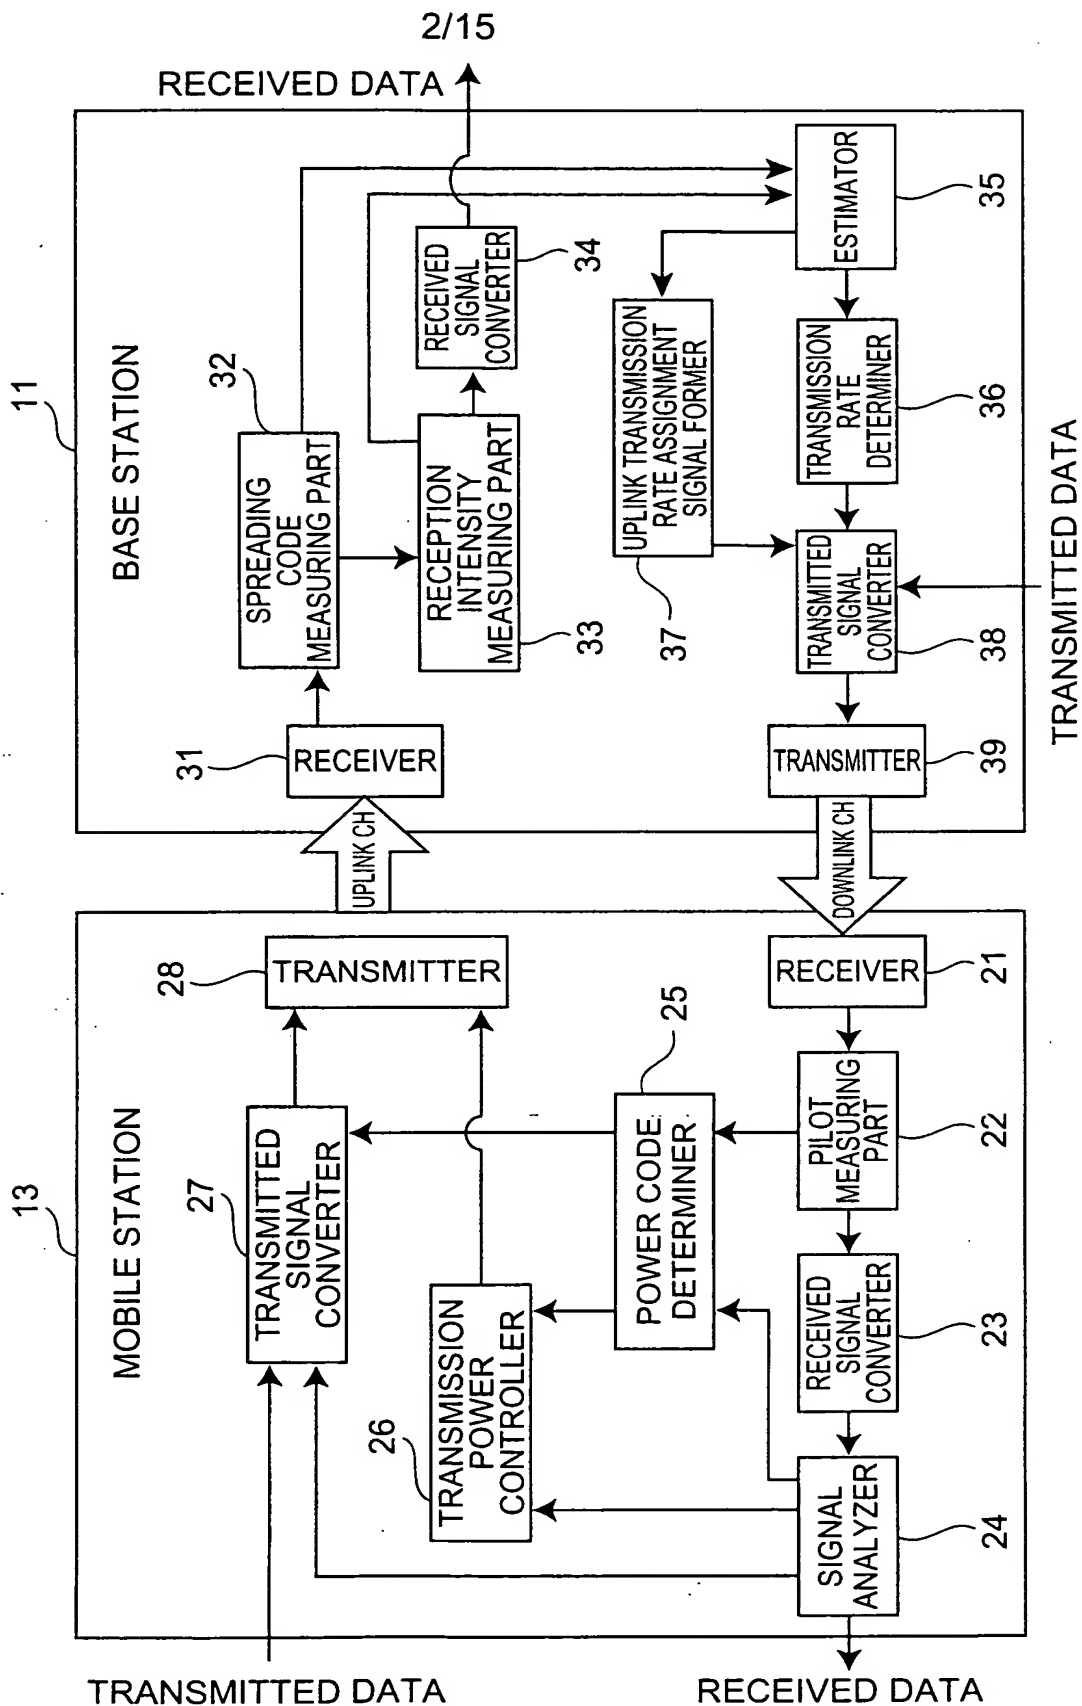 2/15
RECEIVED DATA
11
BASE STATION
32
SPREADING
CODE
MEASURING PART
RECEPTION
INTENSITY
MEASURING PART
33
RECEIVED
SIGNAL
CONVERTER
34
ESTIMATOR
35
UPLINK TRANSMISSION
RATE ASSIGNMENT
SIGNAL FORMER
37
TRANSMISSION
RATE
DETERMINER
36
TRANSMITTED
SIGNAL
CONVERTER
38
TRANSMITTED DATA
31
RECEIVER
TRANSMITTER
39
UPLINK CH
DOWNLINK CH
13
MOBILE STATION
28
TRANSMITTER
RECEIVER
21
25
POWER CODE
DETERMINER
PILOT
MEASURING
PART
22
27
TRANSMITTED
SIGNAL
CONVERTER
26
TRANSMISSION
POWER
CONTROLLER
RECEIVED
SIGNAL
CONVERTER
23
SIGNAL
ANALYZER
24
TRANSMITTED DATA
RECEIVED DATA